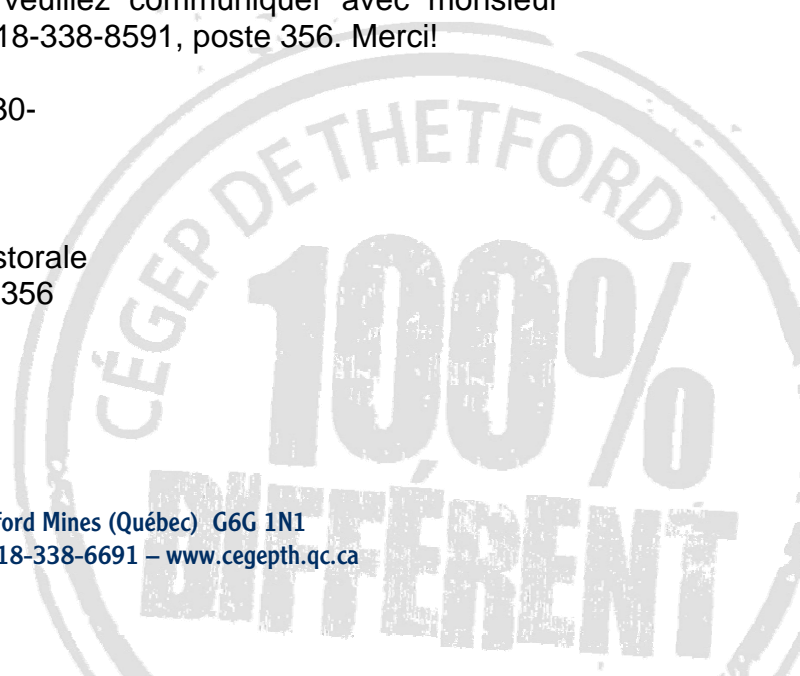 veuillez communiquer avec monsieur
18-338-8591, poste 356. Merci!
30-
storale
356
CÉGEP DE THETFORD
100%
DIFFÉRENT
ford Mines (Québec) G6G 1N1
18-338-6691 – www.cegepth.qc.ca